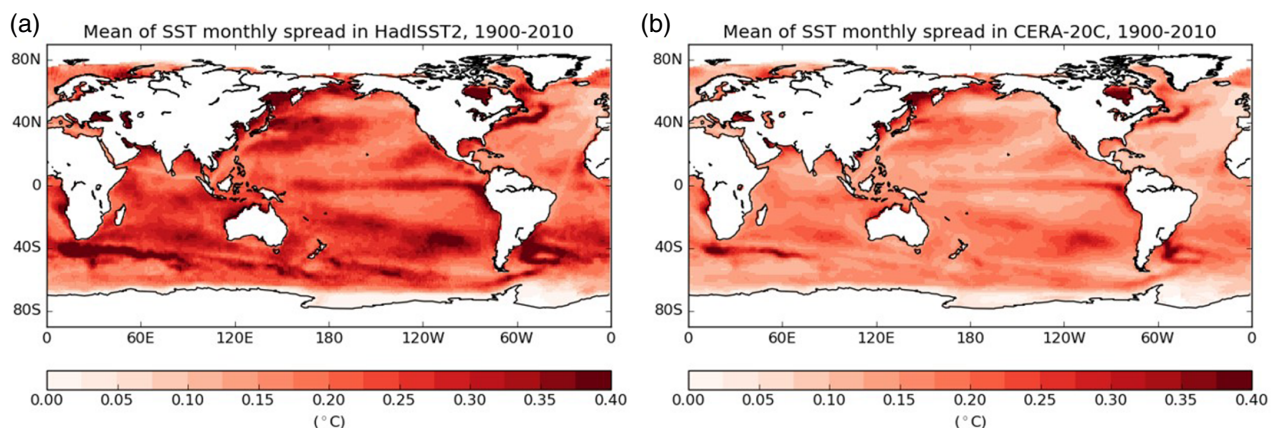 (a)
Mean of SST monthly spread in HadISST2, 1900-2010
80N
40N
0
40S
80S
0 60E 120E 180 120W 60W 0
0.00 0.05 0.10 0.15 0.20 0.25 0.30 0.35 0.40
(°C)
(b)
Mean of SST monthly spread in CERA-20C, 1900-2010
80N
40N
0
40S
80S
0 60E 120E 180 120W 60W 0
0.00 0.05 0.10 0.15 0.20 0.25 0.30 0.35 0.40
(°C)